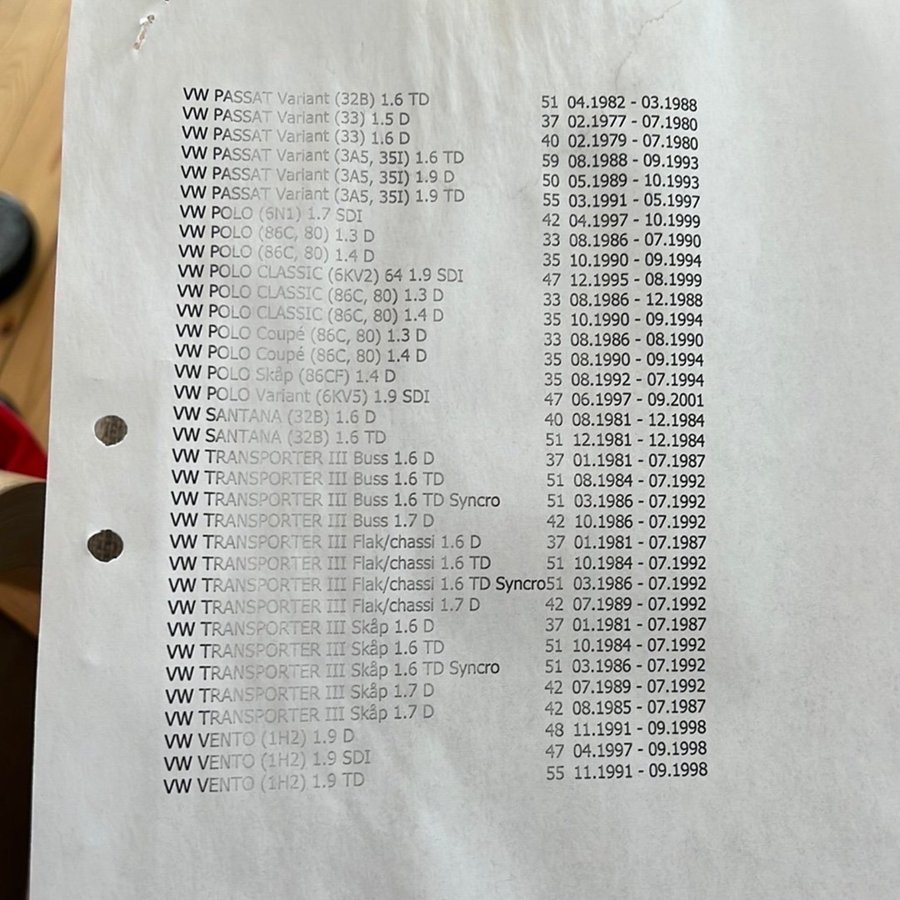 VW PASSAT Variant (32B) 1.6 TD 51 04.1982 - 03.1988
VW PASSAT Variant (33) 1.5 D 37 02.1977 - 07.1980
VW PASSAT Variant (33) 1.6 D 40 02.1979 - 07.1980
VW PASSAT Variant (3A5, 35I) 1.6 TD 59 08.1988 - 09.1993
VW PASSAT Variant (3A5, 35I) 1.9 D 50 05.1989 - 10.1993
VW PASSAT Variant (3A5, 35I) 1.9 TD 55 03.1991 - 05.1997
VW POLO (6N1) 1.7 SDI 42 04.1997 - 10.1999
VW POLO (86C, 80) 1.3 D 33 08.1986 - 07.1990
VW POLO (86C, 80) 1.4 D 35 10.1990 - 09.1994
VW POLO CLASSIC (6KV2) 64 1.9 SDI 47 12.1995 - 08.1999
VW POLO CLASSIC (86C, 80) 1.3 D 33 08.1986 - 12.1988
VW POLO CLASSIC (86C, 80) 1.4 D 35 10.1990 - 09.1994
VW POLO Coupé (86C, 80) 1.3 D 33 08.1986 - 08.1990
VW POLO Coupé (86C, 80) 1.4 D 35 08.1990 - 09.1994
VW POLO Skåp (86CF) 1.4 D 35 08.1992 - 07.1994
VW POLO Variant (6KV5) 1.9 SDI 47 06.1997 - 09.2001
VW SANTANA (32B) 1.6 D 40 08.1981 - 12.1984
VW SANTANA (32B) 1.6 TD 51 12.1981 - 12.1984
VW TRANSPORTER III Buss 1.6 D 37 01.1981 - 07.1987
VW TRANSPORTER III Buss 1.6 TD 51 08.1984 - 07.1992
VW TRANSPORTER III Buss 1.6 TD Syncro 51 03.1986 - 07.1992
VW TRANSPORTER III Buss 1.7 D 42 10.1986 - 07.1992
VW TRANSPORTER III Flak/chassi 1.6 D 37 01.1981 - 07.1987
VW TRANSPORTER III Flak/chassi 1.6 TD 51 10.1984 - 07.1992
VW TRANSPORTER III Flak/chassi 1.6 TD Syncro51 03.1986 - 07.1992
VW TRANSPORTER III Flak/chassi 1.7 D 42 07.1989 - 07.1992
VW TRANSPORTER III Skåp 1.6 D 37 01.1981 - 07.1987
VW TRANSPORTER III Skåp 1.6 TD 51 10.1984 - 07.1992
VW TRANSPORTER III Skåp 1.6 TD Syncro 51 03.1986 - 07.1992
VW TRANSPORTER III Skåp 1.7 D 42 07.1989 - 07.1992
VW TRANSPORTER III Skåp 1.7 D 42 08.1985 - 07.1987
VW VENTO (1H2) 1.9 D 48 11.1991 - 09.1998
VW VENTO (1H2) 1.9 SDI 47 04.1997 - 09.1998
VW VENTO (1H2) 1.9 TD 55 11.1991 - 09.1998